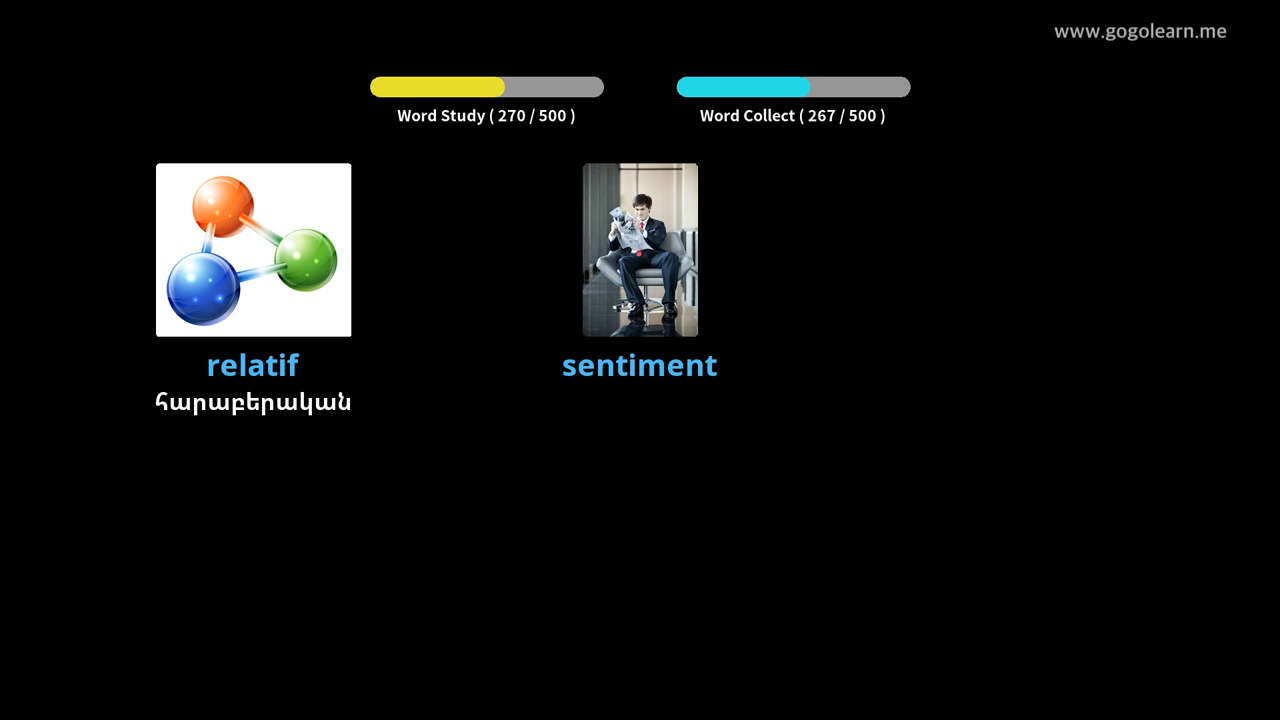 www.gogolearn.me
Word Study ( 270 / 500 )
Word Collect ( 267 / 500 )
relatif
հարաբերական
sentiment